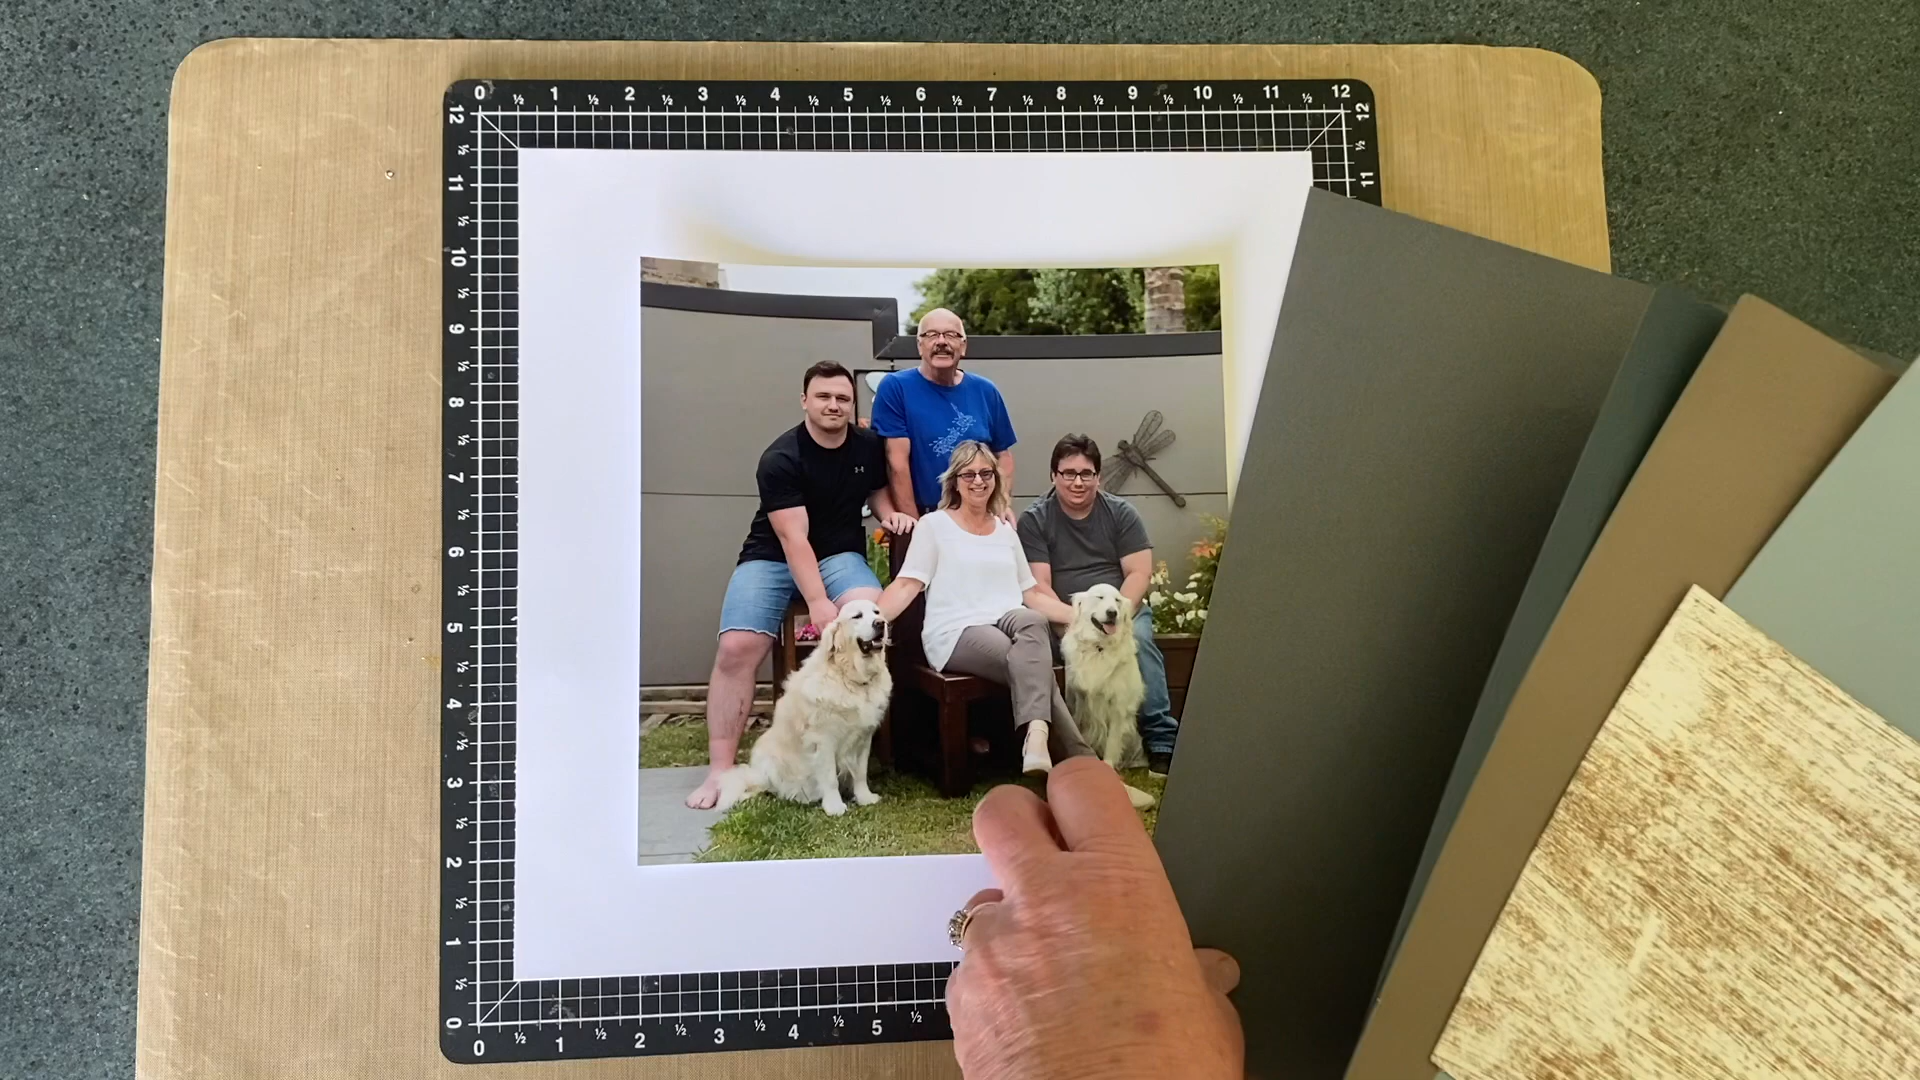 0 ½ 1 ½ 2 ½ 3 ½ 4 ½ 5 ½ 6 ½ 7 ½ 8 ½ 9 ½ 10 ½ 11 ½ 12
12 ½ 11 ½ 10 ½ 9 ½ 8 ½ 7 ½ 6 ½ 5 ½ 4 ½ 3 ½ 2 ½ 1 ½ 0
12 ½ 11
0 ½ 1 ½ 2 ½ 3 ½ 4 ½ 5 ½